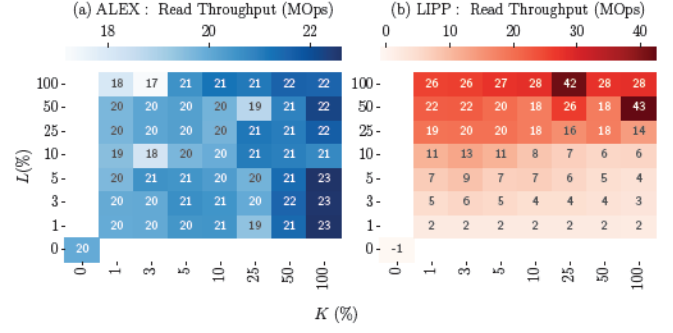 (a) ALEX : Read Throughput (MOps)
18 20 22
L(%)
100 18 17 21 21 21 22 22
50 20 20 20 20 19 21 22
25 20 20 20 20 21 21 22
10 19 18 20 20 21 21 21
5 20 21 21 20 20 21 23
3 20 20 21 21 20 22 23
1 20 20 20 21 19 21 23
0 20
0 1 3 5 10 25 50 100
(b) LIPP : Read Throughput (MOps)
0 10 20 30 40
100 26 26 27 28 42 28 28
50 22 22 20 18 26 18 43
25 19 20 20 18 16 18 14
10 11 13 11 8 7 6 6
5 7 9 7 7 6 5 4
3 5 6 5 4 4 4 3
1 2 2 2 2 2 2 2
0 -1
0 1 3 5 10 25 50 100
K (%)